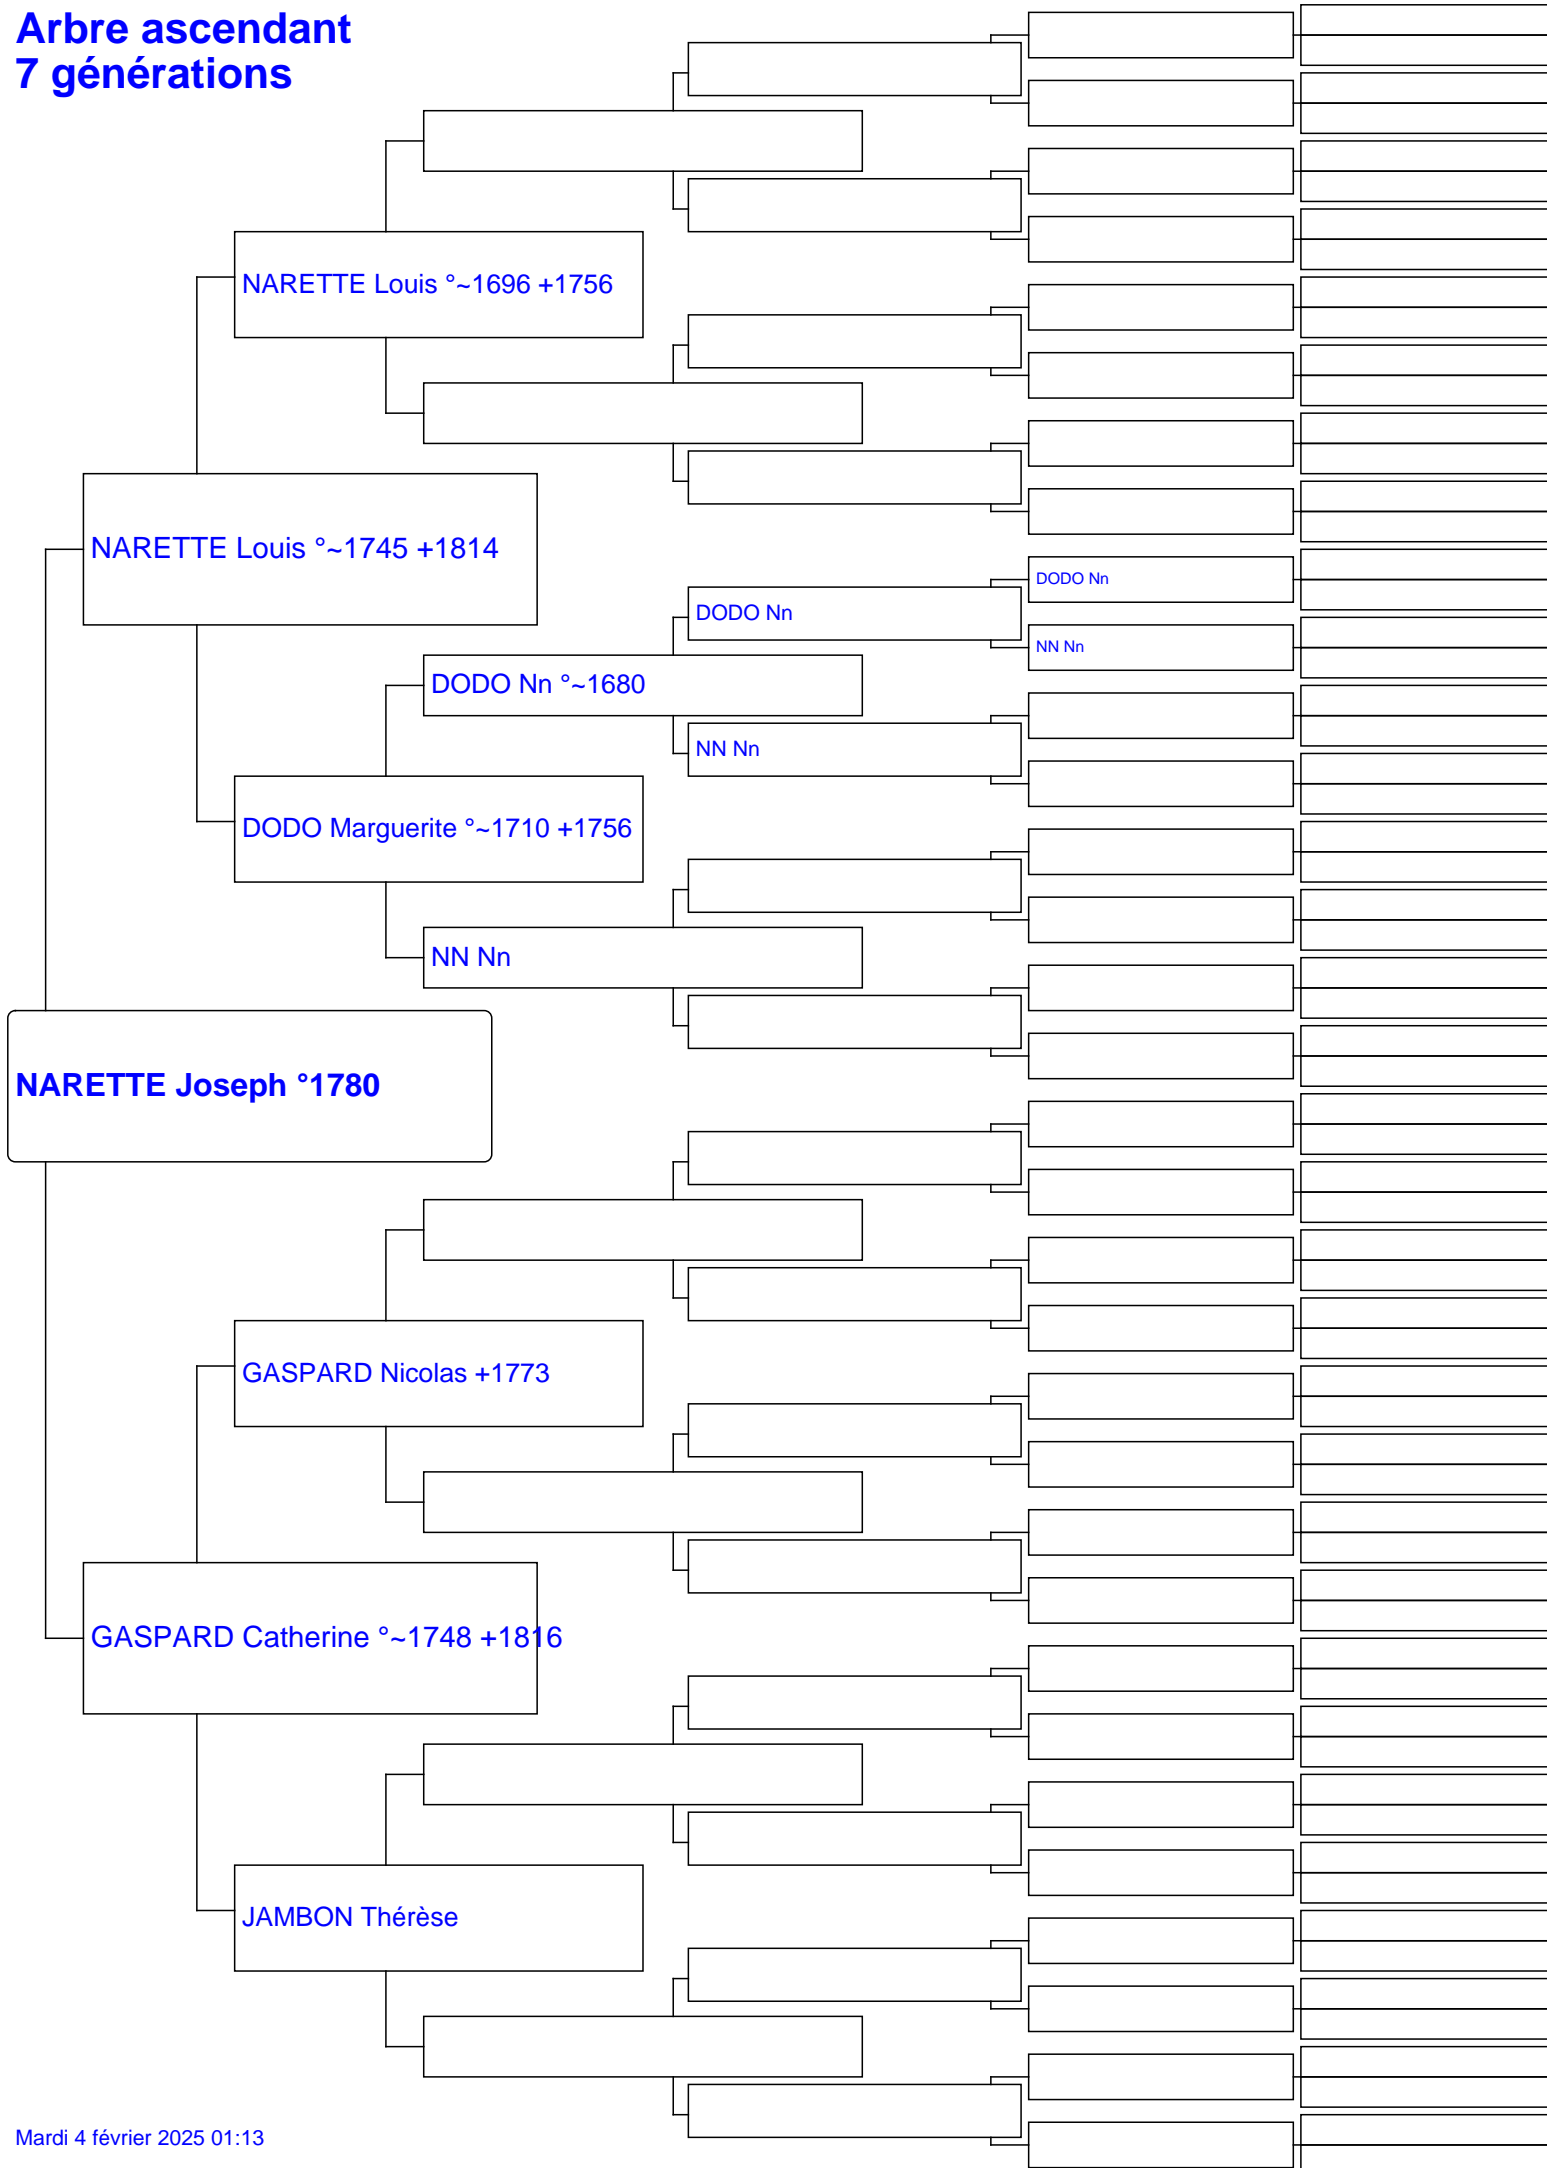 Arbre ascendant
7 générations
NARETTE Louis °~1696 +1756
NARETTE Louis °~1745 +1814
DODO Nn
DODO Nn
NN Nn
DODO Nn °~1680
NN Nn
DODO Marguerite °~1710 +1756
NN Nn
NARETTE Joseph °1780
GASPARD Nicolas +1773
GASPARD Catherine °~1748 +1816
JAMBON Thérèse
Mardi 4 février 2025 01:13